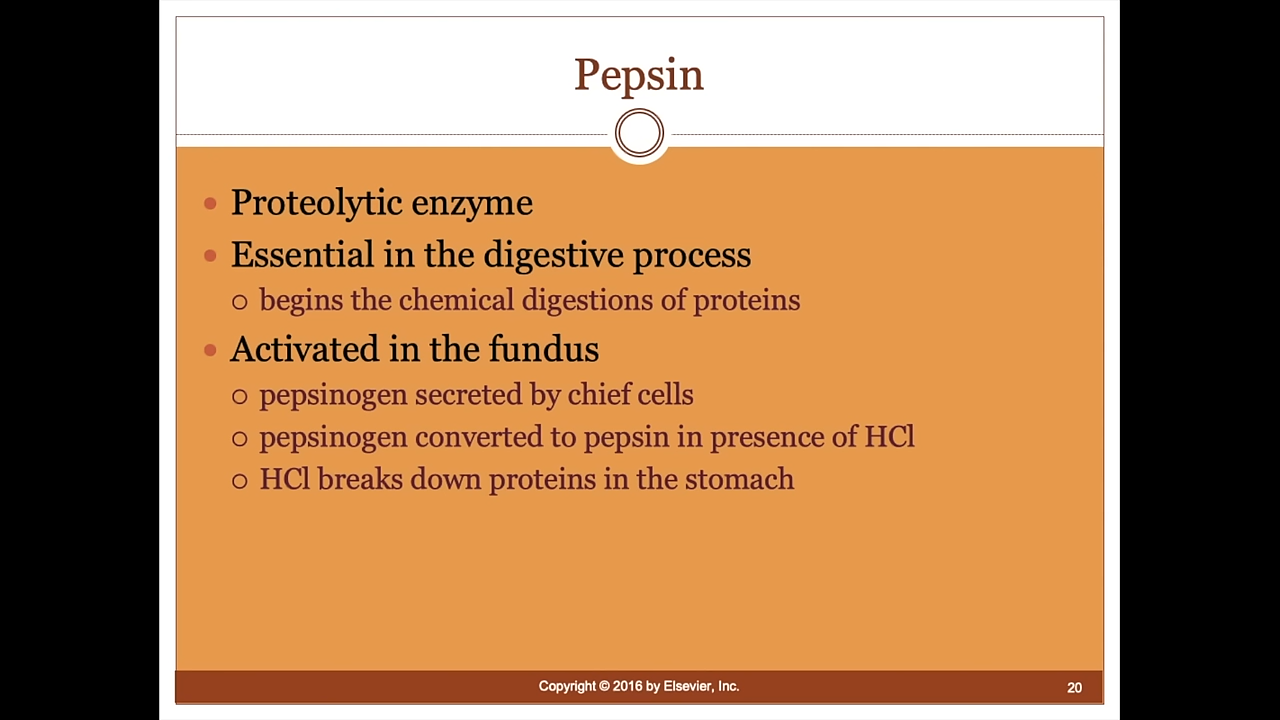 Pepsin
Proteolytic enzyme
Essential in the digestive process
begins the chemical digestions of proteins
Activated in the fundus
pepsinogen secreted by chief cells
pepsinogen converted to pepsin in presence of HCl
HCl breaks down proteins in the stomach
Copyright © 2016 by Elsevier, Inc.
20